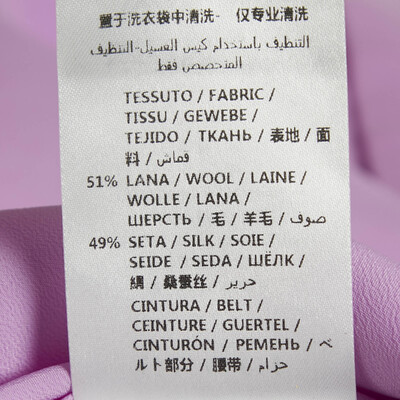 置于洗衣袋中清洗- 仅专业清洗
التنظيف باستخدام كيس الغسيل-التنظيف
المتخصص فقط
TESSUTO / FABRIC /
TISSU / GEWEBE /
TEJIDO / ТКАНЬ / 表地 / 面
料 / قماش /
51% LANA / WOOL / LAINE /
WOLLE / LANA /
ШЕРСТЬ / 毛 / 羊毛 / صوف
49% SETA / SILK / SOIE /
SEIDE / SEDA / ШЁЛК /
絹 / 桑蚕丝 / حرير
CINTURA / BELT /
CEINTURE / GUERTEL /
CINTURÓN / РЕМЕНЬ / ベ
ルト部分 / 腰带 / حزام /